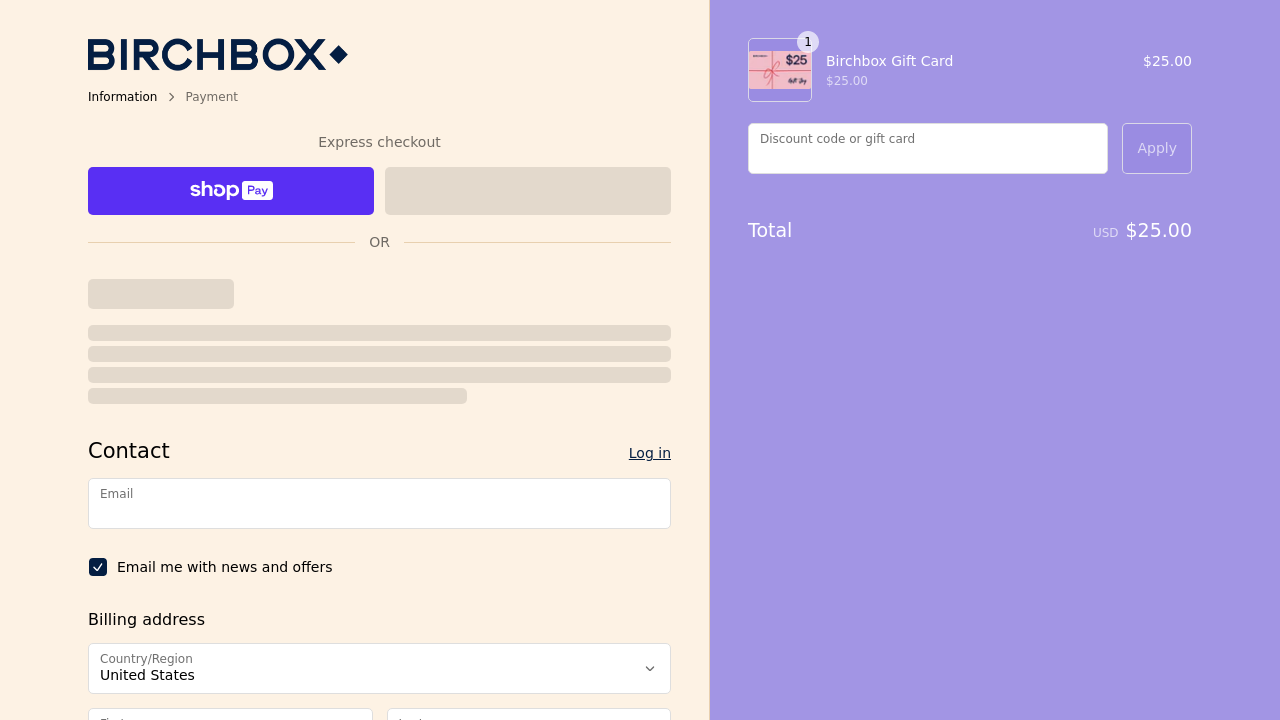 BIRCHBOX
Information > Payment
Express checkout
shop Pay
OR
Contact
Log in
Email
Email me with news and offers
Billing address
Country/Region
United States
1
$25
Birchbox Gift Card
$25.00
$25.00
Discount code or gift card
Apply
Total
USD $25.00